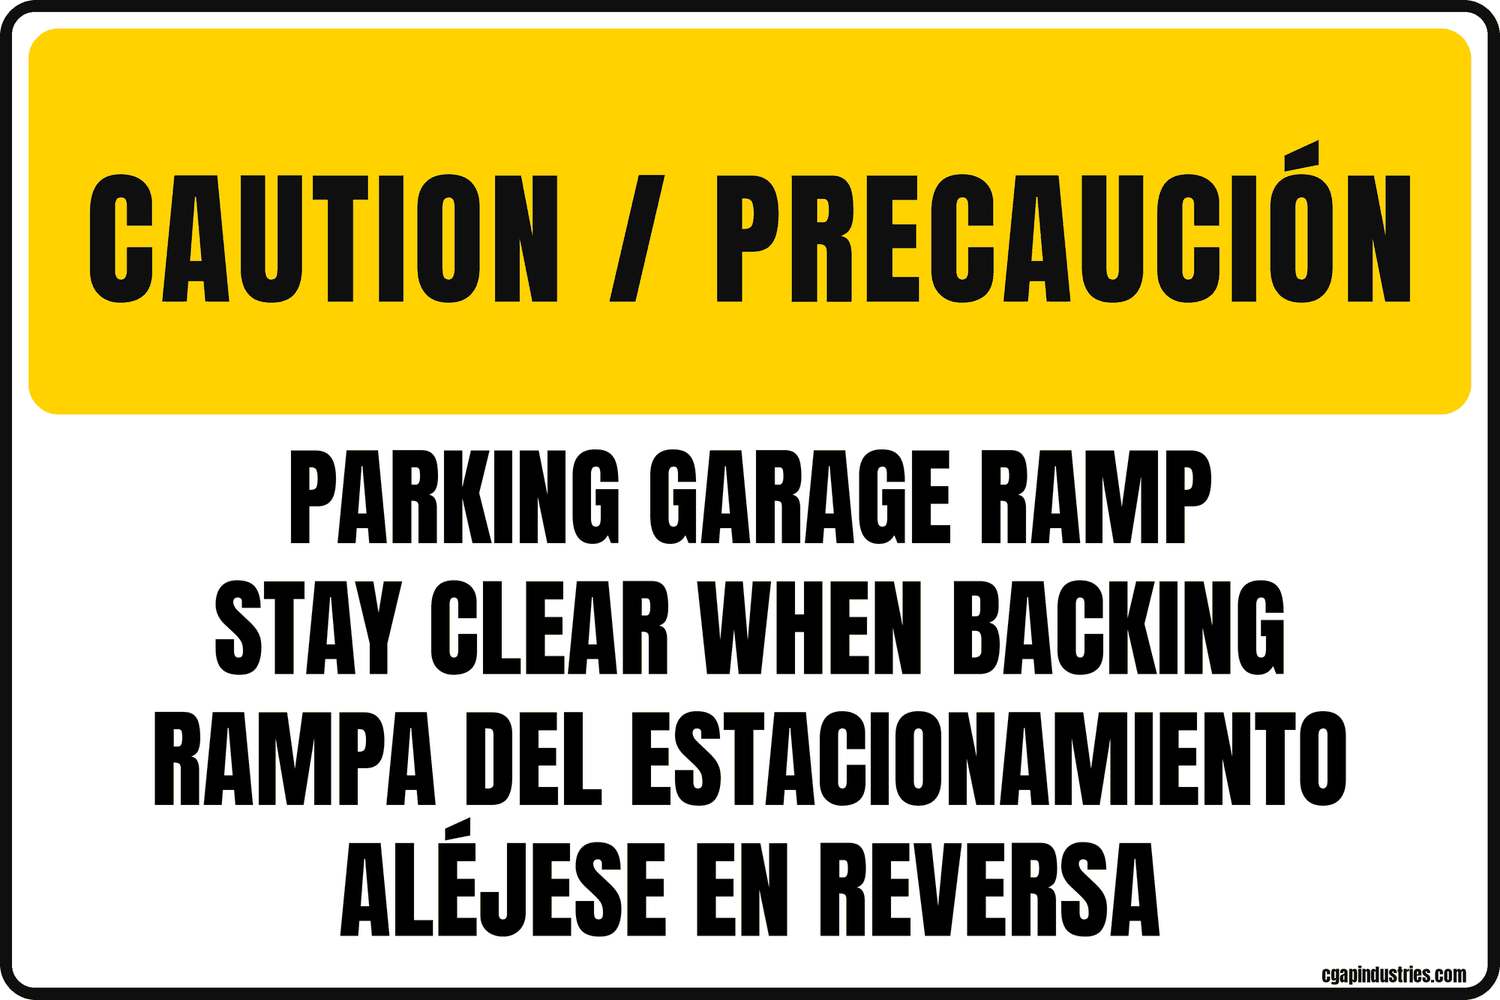 CAUTION / PRECAUCIÓN
PARKING GARAGE RAMP
STAY CLEAR WHEN BACKING
RAMPA DEL ESTACIONAMIENTO
ALÉJESE EN REVERSA
cgapindustries.com